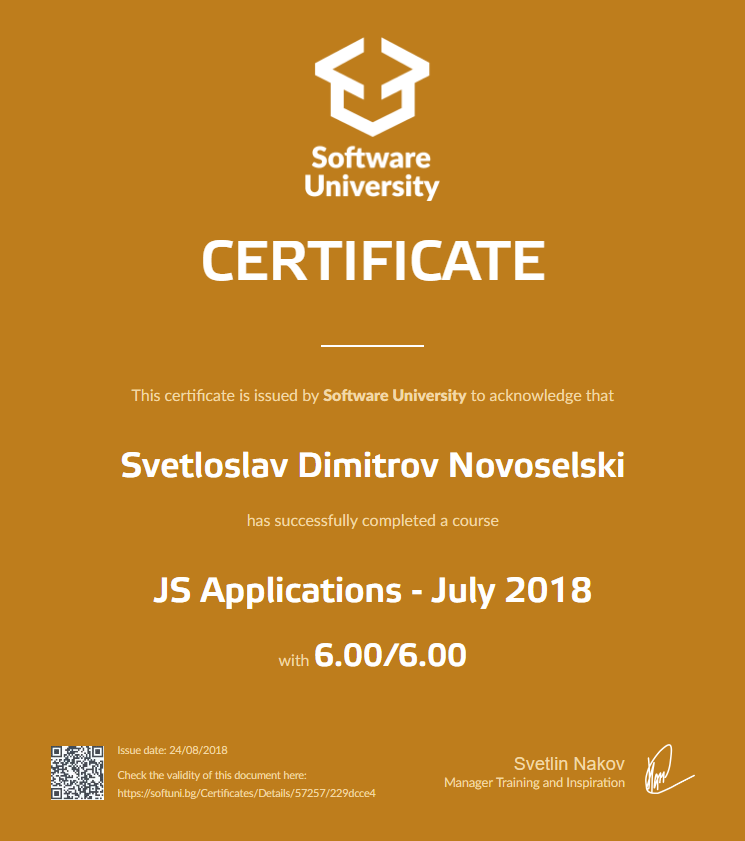 Software
University
CERTIFICATE
This certificate is issued by Software University to acknowledge that
Svetloslav Dimitrov Novoselski
has successfully completed a course
JS Applications - July 2018
with 6.00/6.00
Issue date: 24/08/2018
Check the validity of this document here:
https://softuni.bg/Certificates/Details/57257/229dcce4
Svetlin Nakov
Manager Training and Inspiration